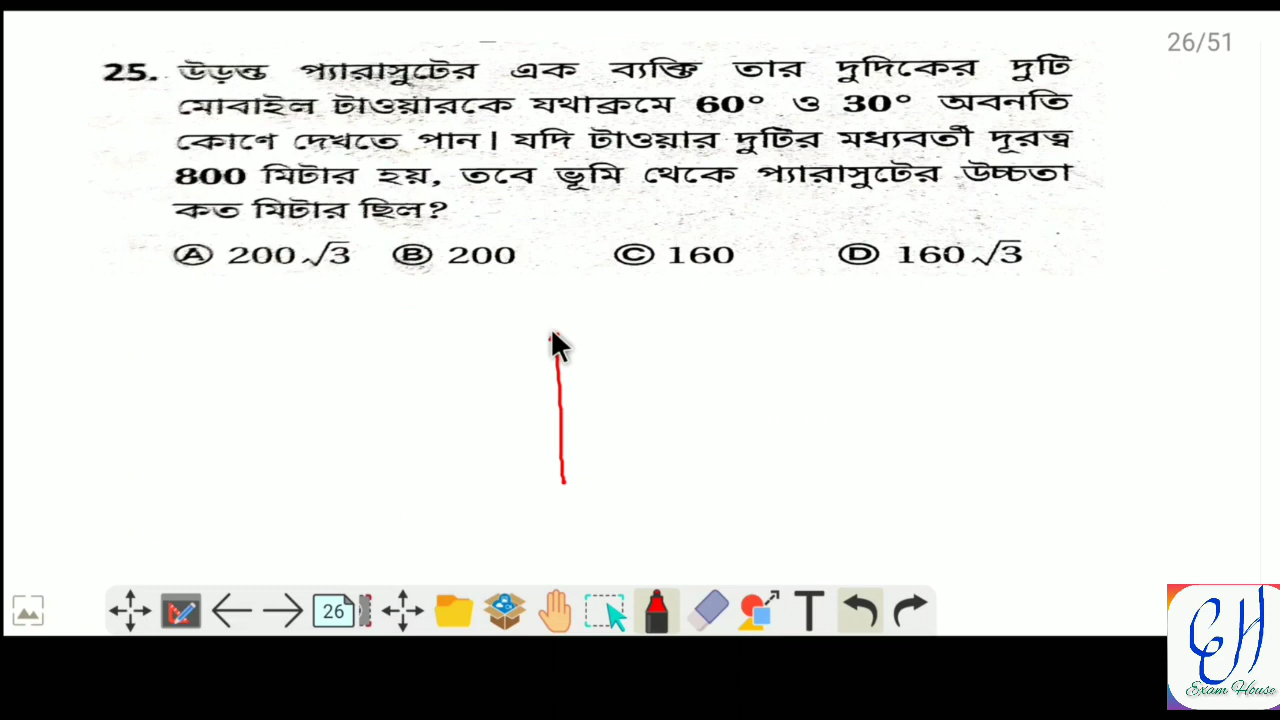 26/51
25. উড়ন্ত প্যারাসুটের এক ব্যক্তি তার দুদিকের দুটি
মোবাইল টাওয়ারকে যথাক্রমে 60° ও 30° অবনতি
কোণে দেখতে পান। যদি টাওয়ার দুটির মধ্যবর্তী দূরত্ব
800 মিটার হয়, তবে ভূমি থেকে প্যারাসুটের উচ্চতা
কত মিটার ছিল?
Ⓐ 200√3 Ⓑ 200 Ⓒ 160 Ⓓ 160√3
26
T
EH
Exam House